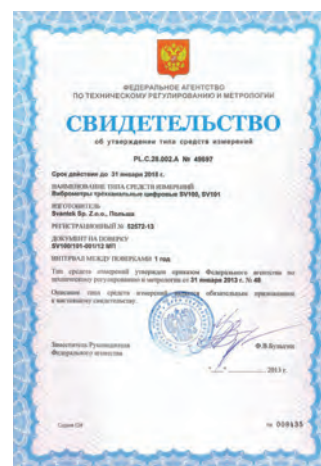 ФЕДЕРАЛЬНОЕ АГЕНТСТВО
ПО ТЕХНИЧЕСКОМУ РЕГУЛИРОВАНИЮ И МЕТРОЛОГИИ
СВИДЕТЕЛЬСТВО
об утверждении типа средств измерений
PL.C.28.002.A № 49697
Срок действия до 31 января 2018 г.
НАИМЕНОВАНИЕ ТИПА СРЕДСТВ ИЗМЕРЕНИЙ
Виброметры трехканальные цифровые SV100, SV101
ИЗГОТОВИТЕЛЬ
Svantek Sp. Z.o.o., Польша
РЕГИСТРАЦИОННЫЙ № 52572-13
ДОКУМЕНТ НА ПОВЕРКУ
SV100/101-001/12 МП
ИНТЕРВАЛ МЕЖДУ ПОВЕРКАМИ 1 год
Тип средств измерений утвержден приказом Федерального агентства по
техническому регулированию и метрологии от 31 января 2013 г. № 48
Описание типа средств измерений является обязательным приложением
к настоящему свидетельству.
Заместитель Руководителя
Федерального агентства
Ф.В.Булыгин
2013 г.
Серия СИ
№ 008435